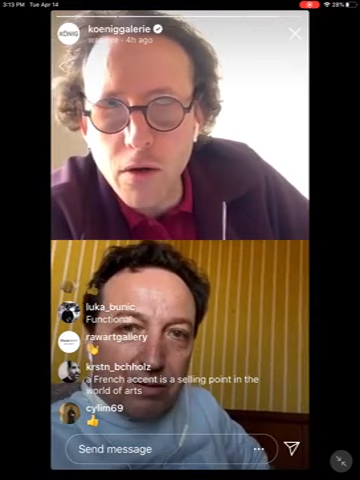 3:13 PM Tue Apr 14
28%
KÖNIG
koeniggalerie
4h ago
luka_bunic
Functional
rawartgallery
krstn_bchholz
a French accent is a selling point in the
world of arts
cylim69
Send message